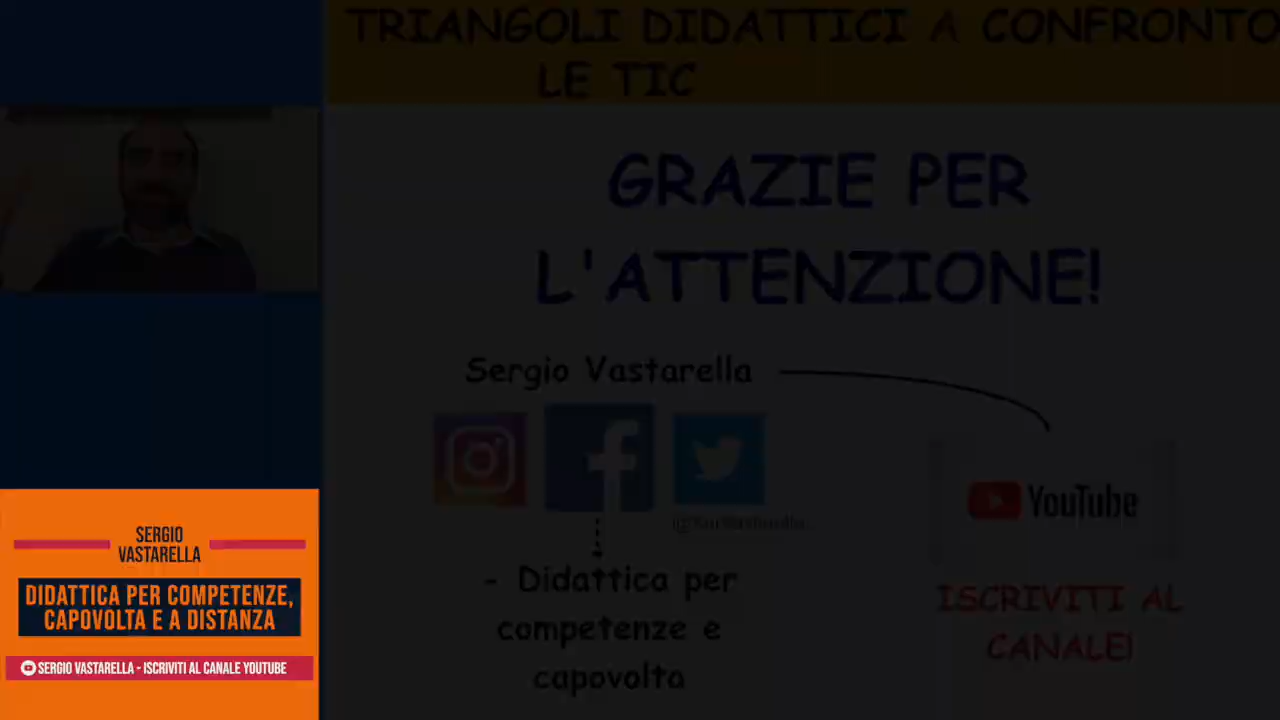 TRIANGOLI DIDATTICI A CONFRONTO
LE TIC
GRAZIE PER
L'ATTENZIONE!
Sergio Vastarella
YouTube
- Didattica per
competenze e
capovolta
ISCRIVITI AL
CANALE!
SERGIO
VASTARELLA
DIDATTICA PER COMPETENZE,
CAPOVOLTA E A DISTANZA
SERGIO VASTARELLA - ISCRIVITI AL CANALE YOUTUBE